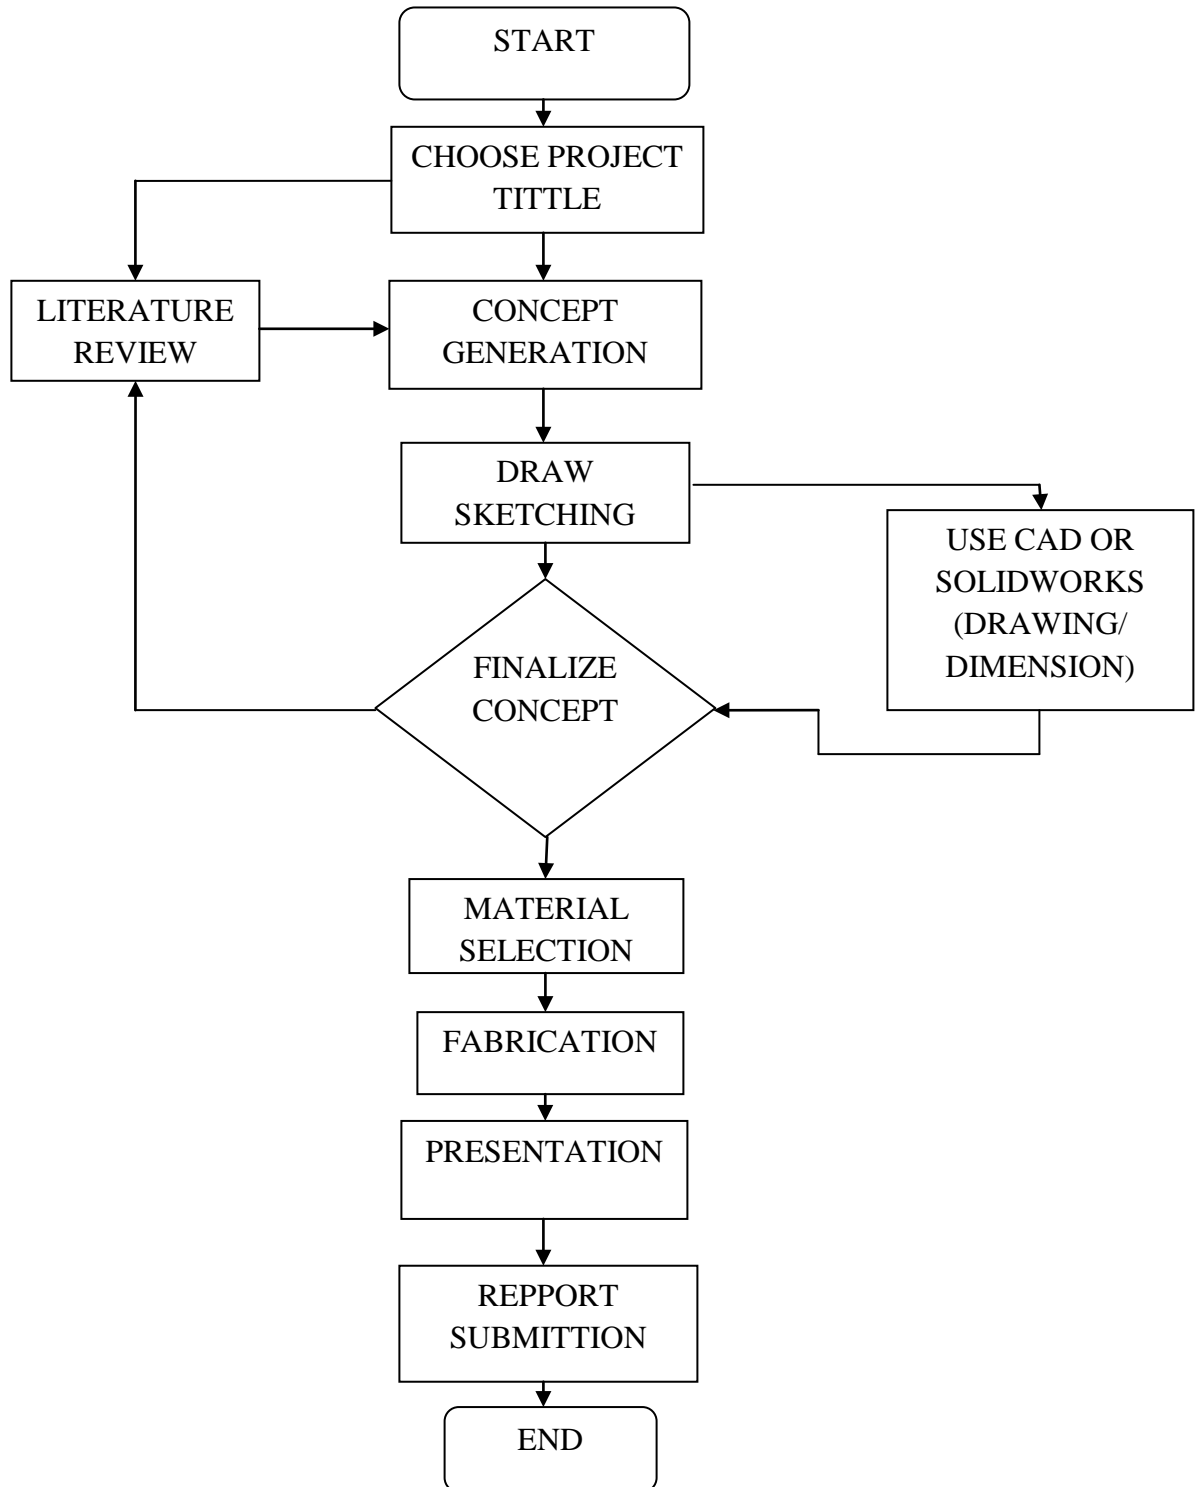 START
CHOOSE PROJECT
TITTLE
LITERATURE
REVIEW
CONCEPT
GENERATION
DRAW
SKETCHING
USE CAD OR
SOLIDWORKS
(DRAWING/
DIMENSION)
FINALIZE
CONCEPT
MATERIAL
SELECTION
FABRICATION
PRESENTATION
REPPORT
SUBMITTION
END